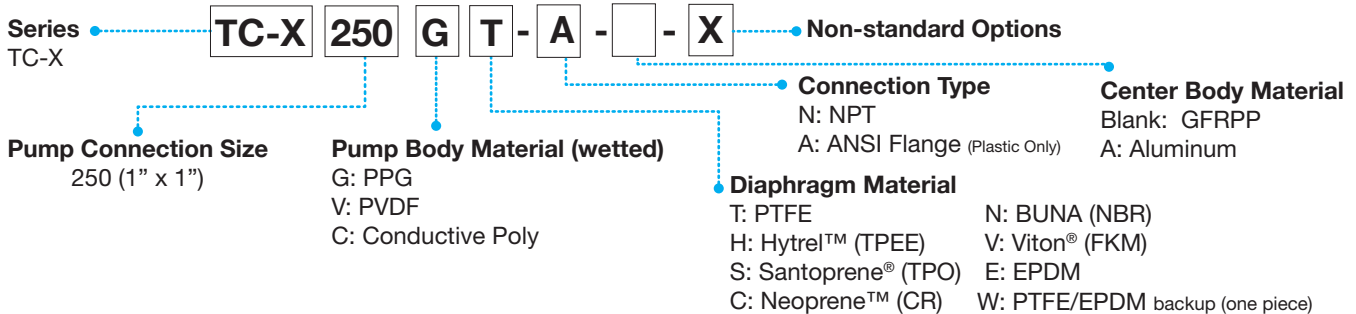 Series
TC-X
TC-X 250 G T - A - - X
Non-standard Options
Pump Connection Size
250 (1” x 1”)
Pump Body Material (wetted)
G: PPG
V: PVDF
C: Conductive Poly
Connection Type
N: NPT
A: ANSI Flange (Plastic Only)
Center Body Material
Blank: GFRPP
A: Aluminum
Diaphragm Material
T: PTFE
H: Hytrel™ (TPEE)
S: Santoprene® (TPO)
C: Neoprene™ (CR)
N: BUNA (NBR)
V: Viton® (FKM)
E: EPDM
W: PTFE/EPDM backup (one piece)